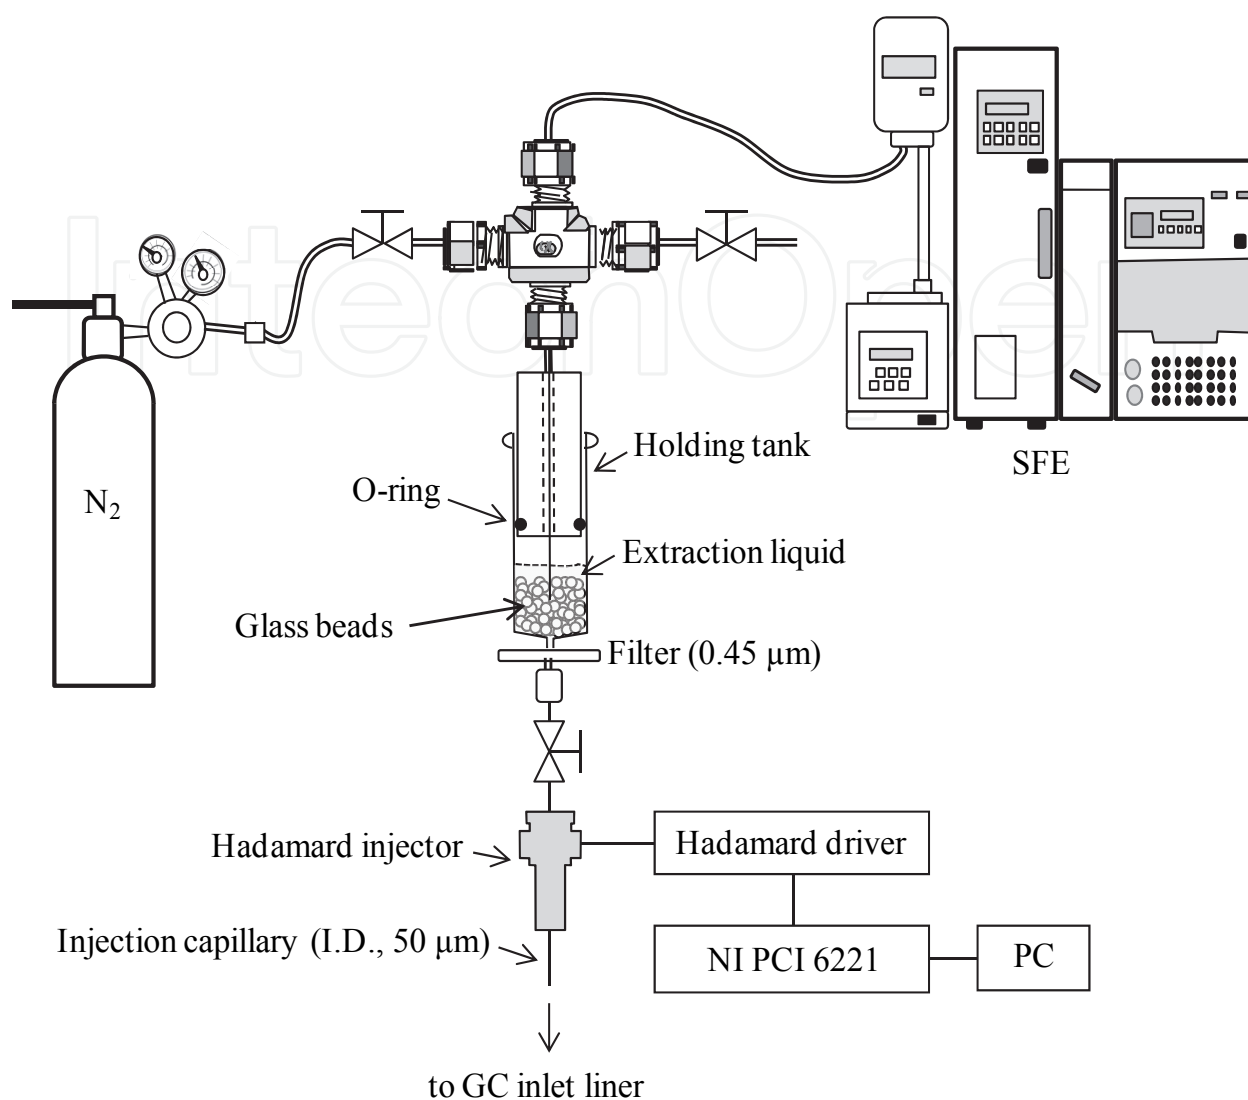 IntechOpen
SFE
Holding tank
O-ring
N2
Extraction liquid
Glass beads
Filter (0.45 µm)
Hadamard injector
Hadamard driver
Injection capillary (I.D., 50 µm)
NI PCI 6221
PC
to GC inlet liner